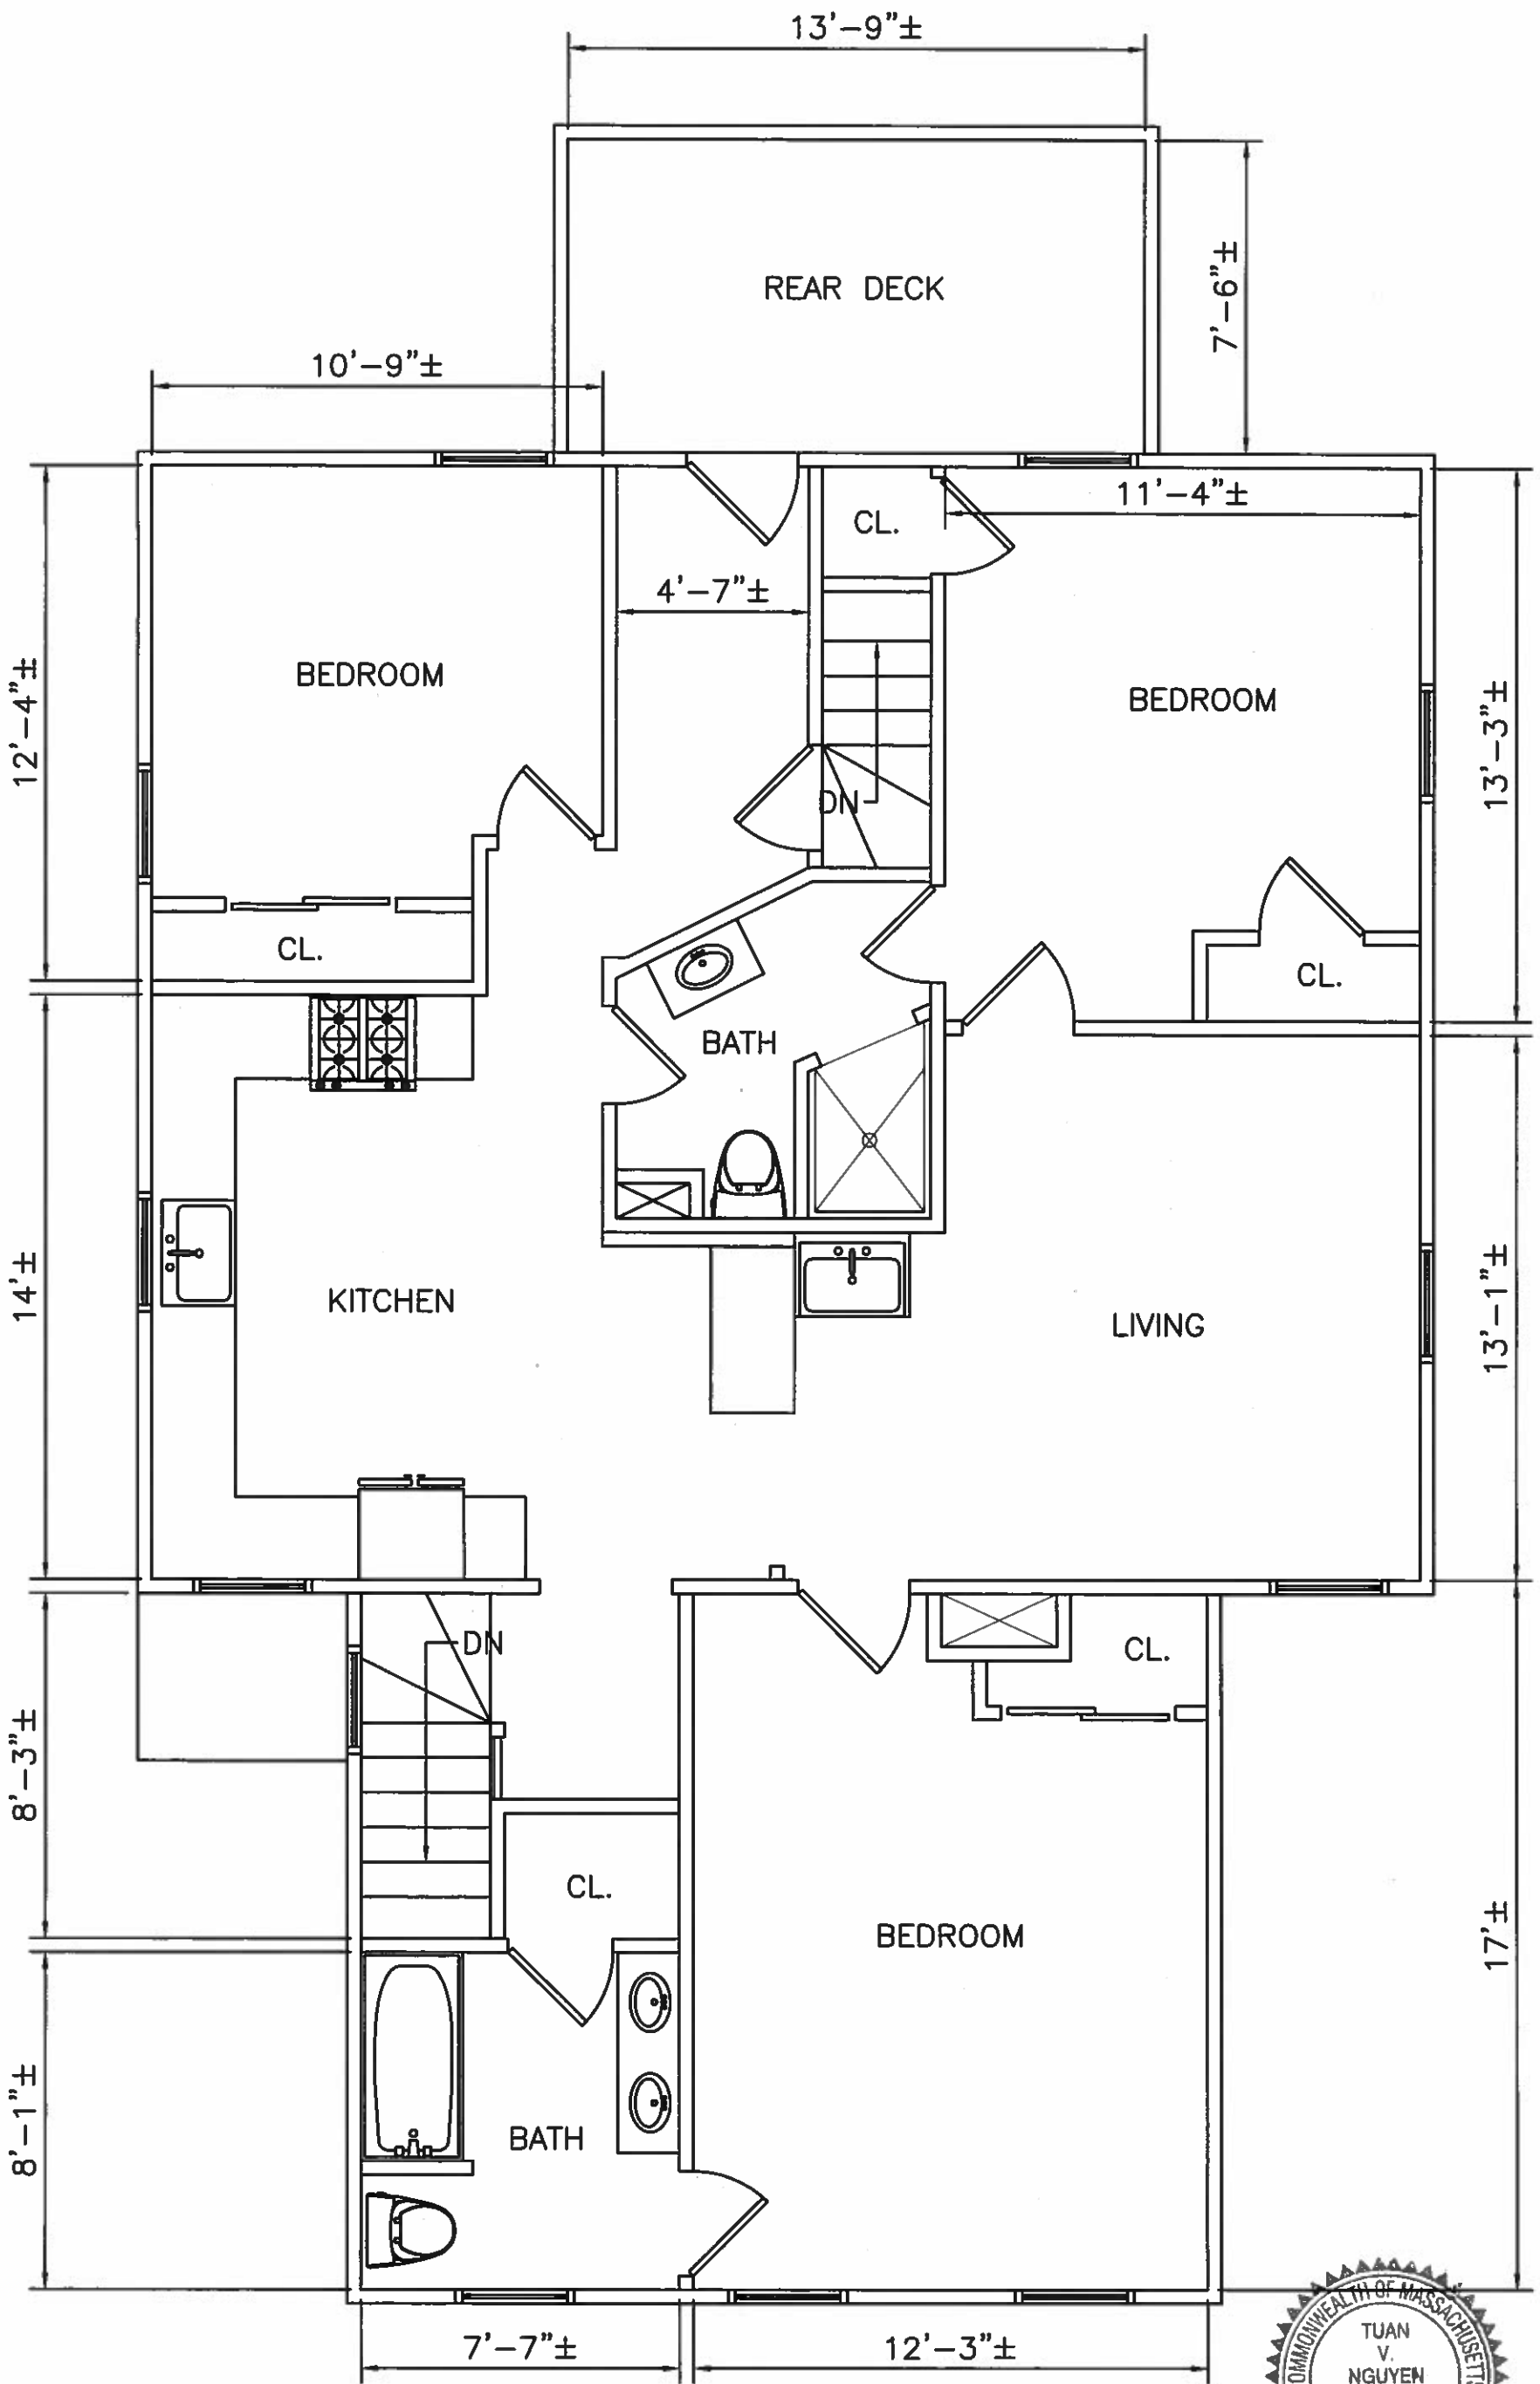 13'-9"±
REAR DECK
7'-6"±
10'-9"±
11'-4"±
CL.
4'-7"±
BEDROOM
BEDROOM
12'-4"±
13'-3"±
DN
CL.
CL.
BATH
14'±
KITCHEN
LIVING
13'-1"±
DN
CL.
8'-3"±
CL.
BEDROOM
17'±
8'-1"±
BATH
7'-7"±
12'-3"±
OMMONWEALTH OF MASSACHUSETT
TUAN
V.
NGUYEN